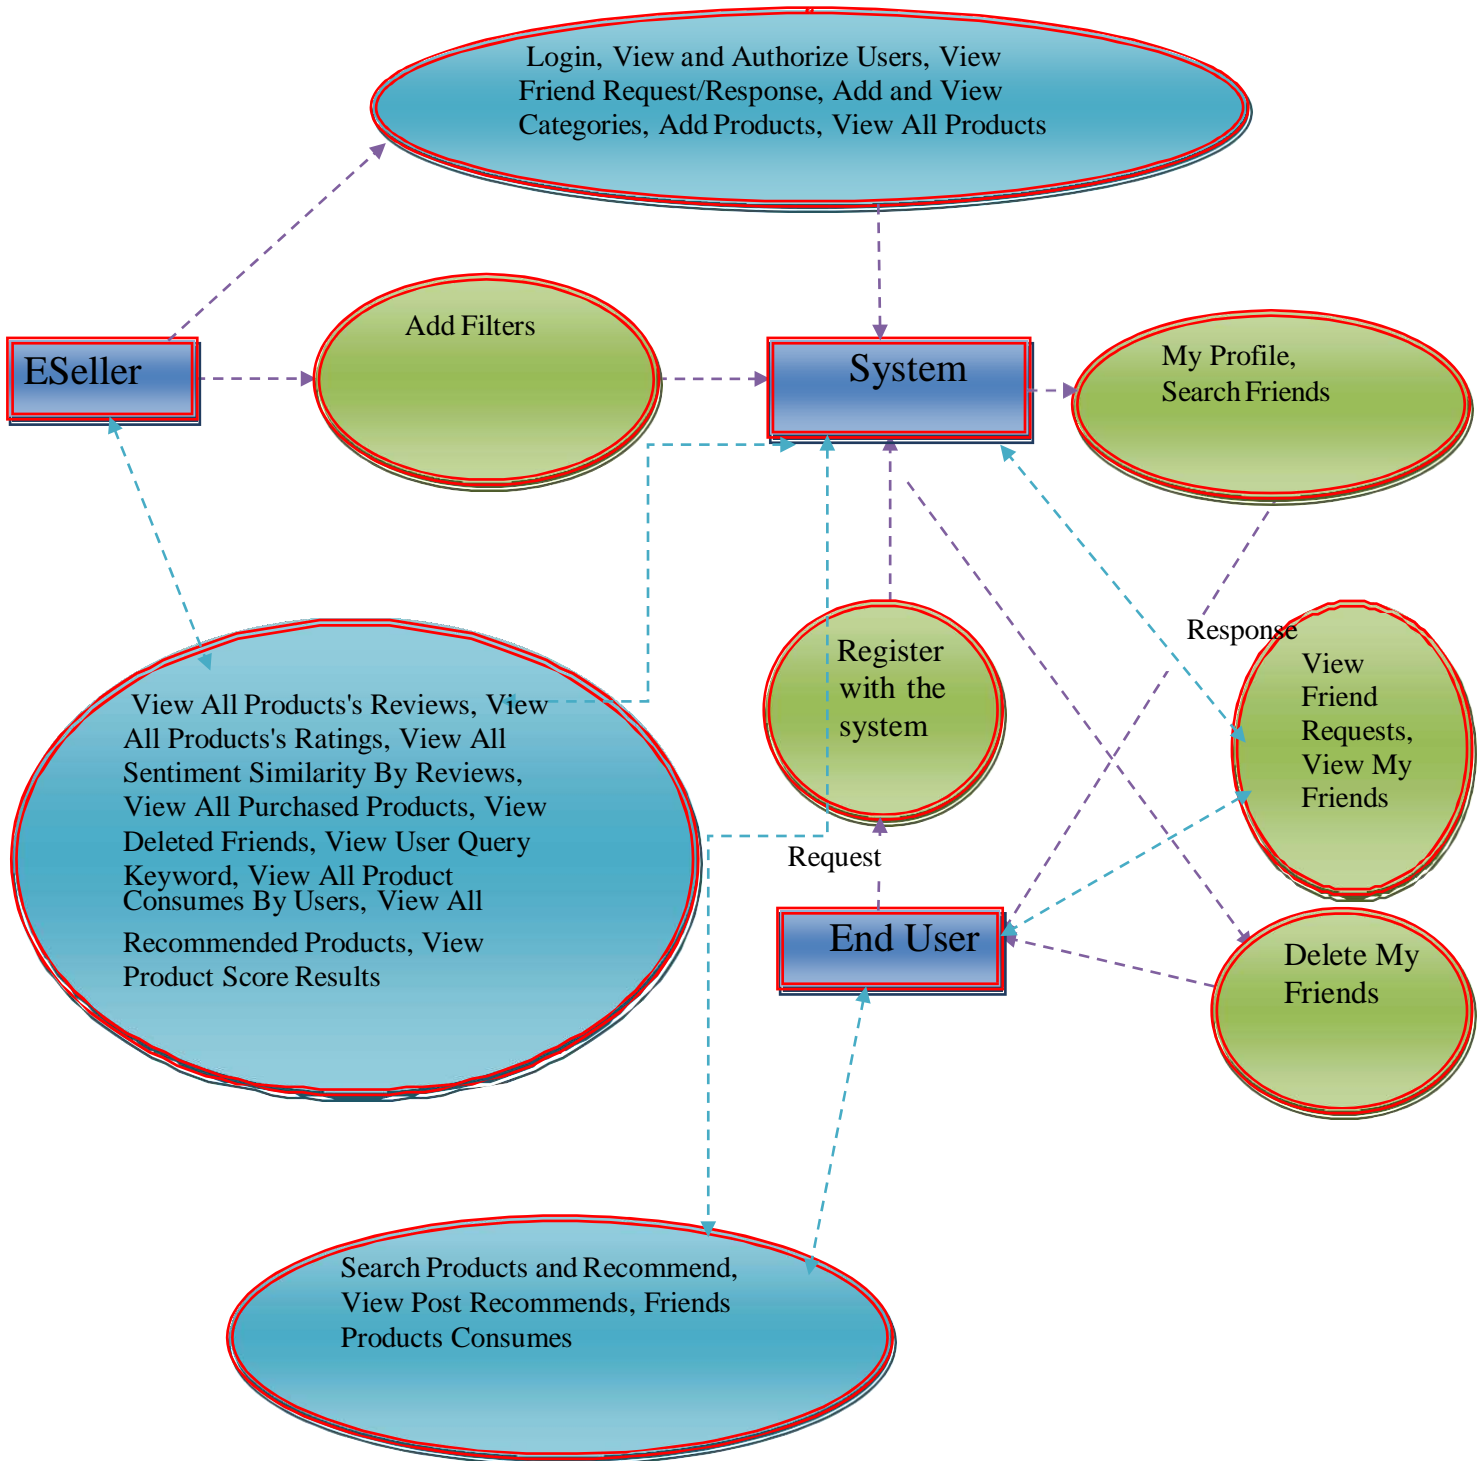 Login, View and Authorize Users, View
Friend Request/Response, Add and View
Categories, Add Products, View All Products
Add Filters
ESeller
System
My Profile,
Search Friends
Response
Register
with the
system
View
Friend
Requests,
View My
Friends
View All Products's Reviews, View
All Products's Ratings, View All
Sentiment Similarity By Reviews,
View All Purchased Products, View
Deleted Friends, View User Query
Keyword, View All Product
Consumes By Users, View All
Recommended Products, View
Product Score Results
Request
End User
Delete My
Friends
Search Products and Recommend,
View Post Recommends, Friends
Products Consumes